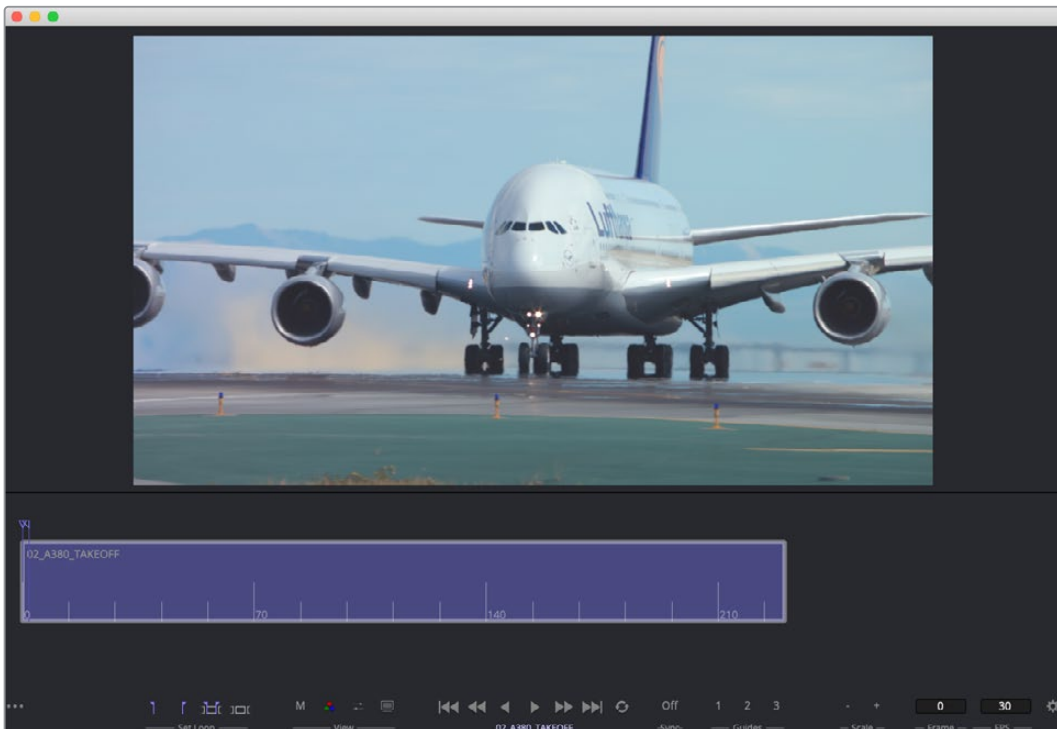 02_A380_TAKEOFF
0 70 140 210
M Off 1 2 3 - + 0 30
Set Loop View 02_A380_TAKEOFF Sync Guides Scale Frame FPS